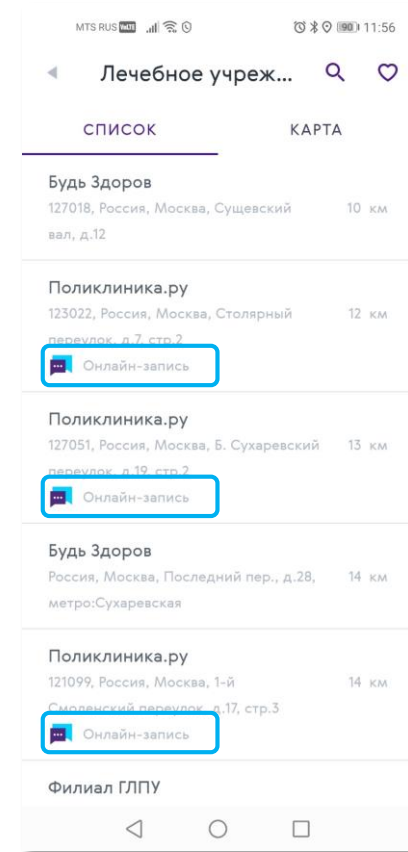 MTS RUS VoLTE 90 11:56
Лечебное учреж...
СПИСОК КАРТА
Будь Здоров
127018, Россия, Москва, Сущевский 10 км
вал, д.12
Поликлиника.ру
123022, Россия, Москва, Столярный 12 км
переулок, д.7, стр.2
Онлайн-запись
Поликлиника.ру
127051, Россия, Москва, Б. Сухаревский 13 км
переулок, д.19, стр.2
Онлайн-запись
Будь Здоров
Россия, Москва, Последний пер., д.28, 14 км
метро:Сухаревская
Поликлиника.ру
121099, Россия, Москва, 1-й 14 км
Смоленский переулок, д.17, стр.3
Онлайн-запись
Филиал ГЛПУ